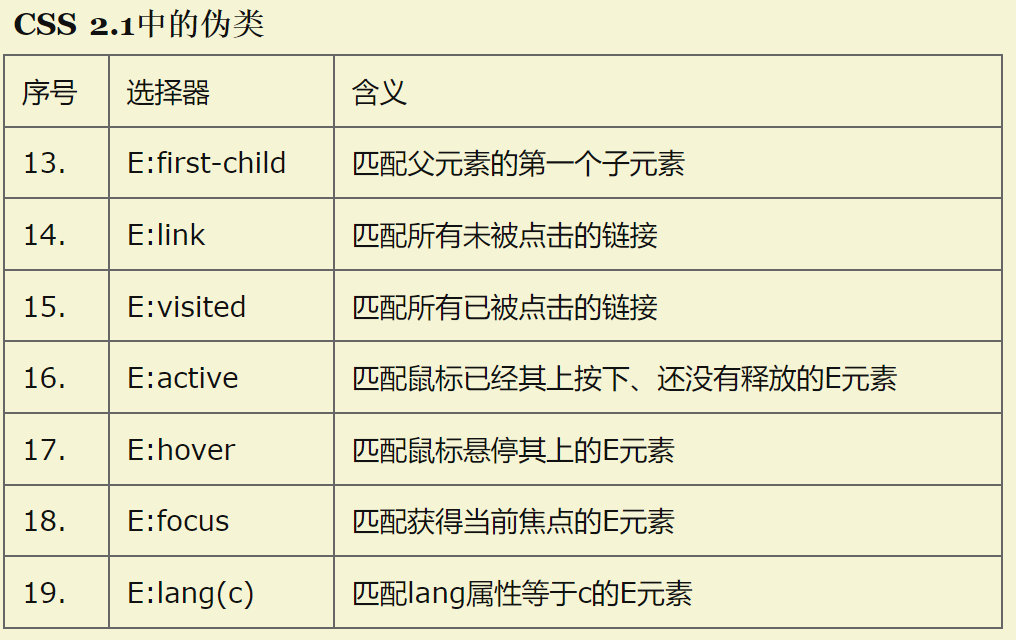 CSS 2.1中的伪类
序号 选择器 含义
13. E:first-child 匹配父元素的第一个子元素
14. E:link 匹配所有未被点击的链接
15. E:visited 匹配所有已被点击的链接
16. E:active 匹配鼠标已经其上按下、还没有释放的E元素
17. E:hover 匹配鼠标悬停其上的E元素
18. E:focus 匹配获得当前焦点的E元素
19. E:lang(c) 匹配lang属性等于c的E元素